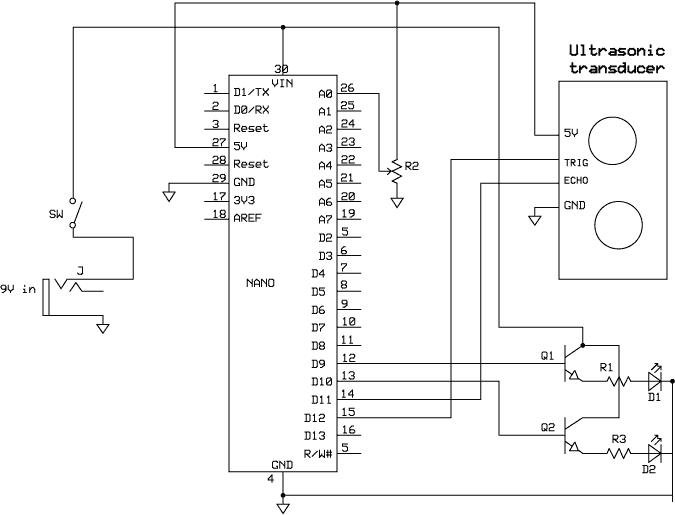 Ultrasonic
transducer
30
VIN
1 D1/TX
2 D0/RX
3 Reset
27 5V
28 Reset
29 GND
17 3V3
18 AREF
A0 26
A1 25
A2 24
A3 23
A4 22
A5 21
A6 20
A7 19
D2 5
D3 6
D4 7
D5 8
D6 9
D7 10
D8 11
D9 12
D10 13
D11 14
D12 15
D13 16
R/W# 5
NANO
GND
4
R2
5V
TRIG
ECHO
GND
SW
J
9V in
Q1
R1
D1
Q2
R3
D2